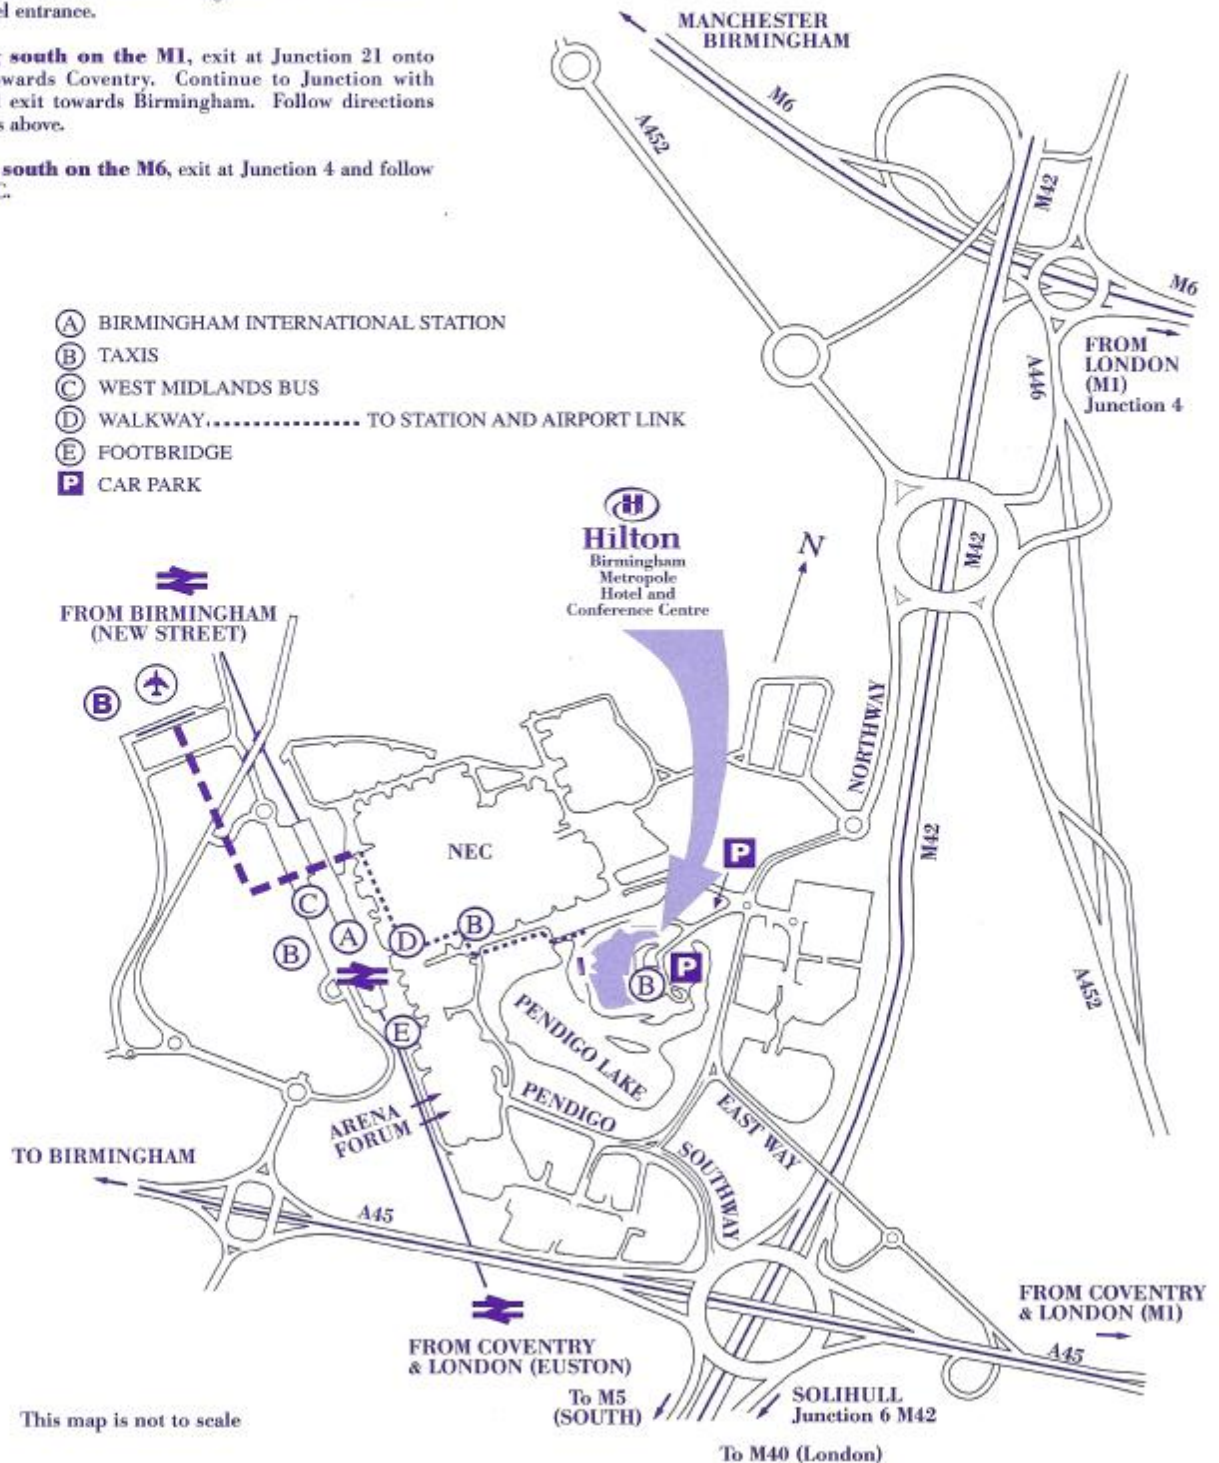 el entrance.
south on the M1, exit at Junction 21 onto
wards Coventry. Continue to Junction with
exit towards Birmingham. Follow directions
s above.
south on the M6, exit at Junction 4 and follow
C.
MANCHESTER
BIRMINGHAM
M6
A452
M42
M6
FROM
LONDON
(M1)
Junction 4
A446
A BIRMINGHAM INTERNATIONAL STATION
B TAXIS
C WEST MIDLANDS BUS
D WALKWAY TO STATION AND AIRPORT LINK
E FOOTBRIDGE
P CAR PARK
H
Hilton
Birmingham
Metropole
Hotel and
Conference Centre
N
M42
FROM BIRMINGHAM
(NEW STREET)
B
NORTHWAY
M42
NEC
P
C
B
A
D
B
B
P
E
A452
PENDIGO LAKE
PENDIGO
EAST WAY
SOUTHWAY
ARENA
FORUM
TO BIRMINGHAM
A45
FROM COVENTRY
& LONDON (M1)
A45
FROM COVENTRY
& LONDON (EUSTON)
To M5
(SOUTH)
SOLIHULL
Junction 6 M42
To M40 (London)
This map is not to scale